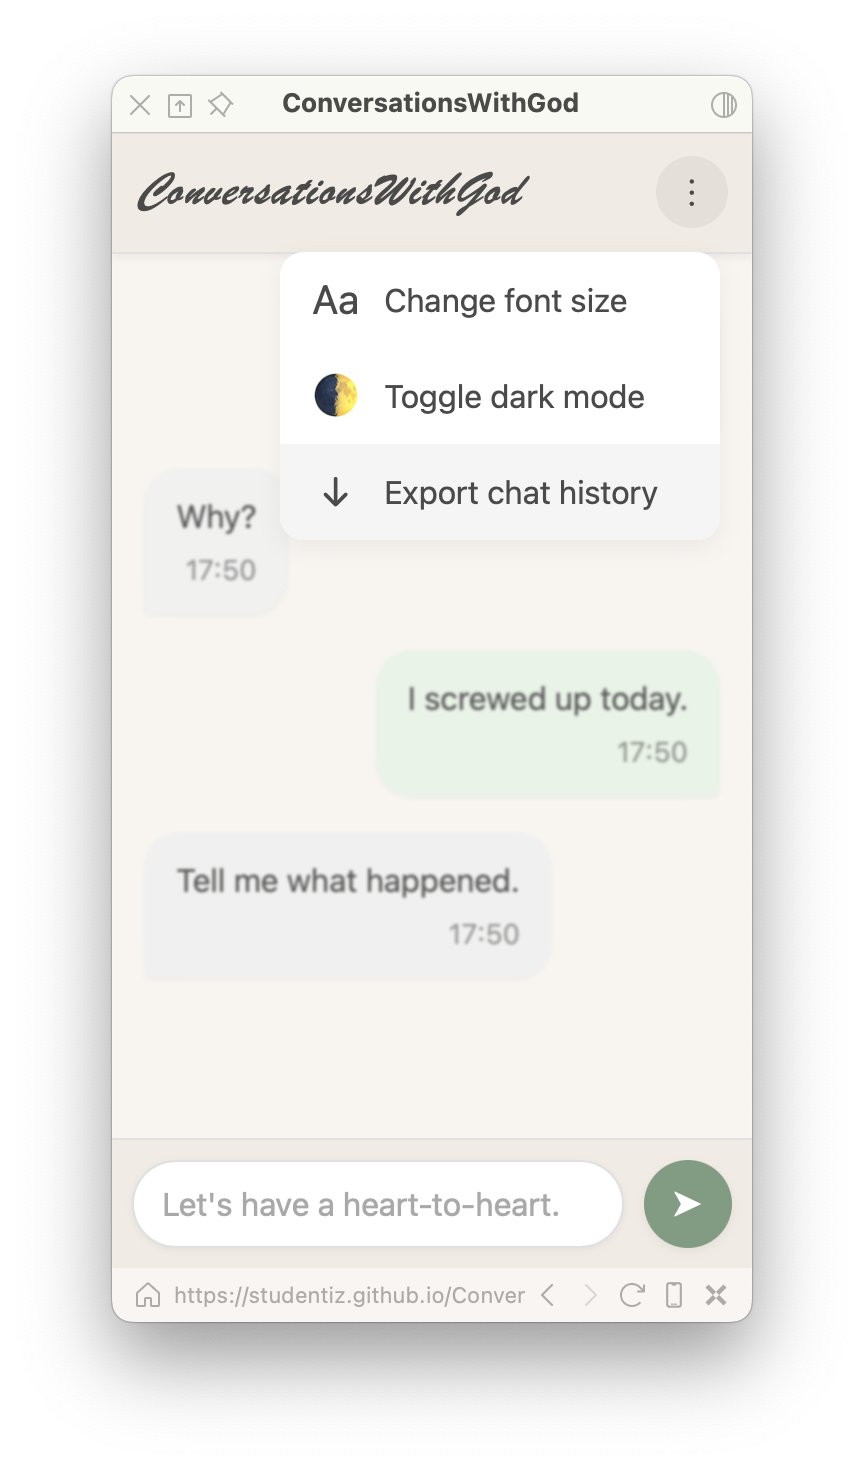 ConversationsWithGod
ConversationsWithGod
Aa Change font size
Toggle dark mode
Export chat history
Why?
17:50
I screwed up today.
17:50
Tell me what happened.
17:50
Let's have a heart-to-heart.
https://studentiz.github.io/Conver